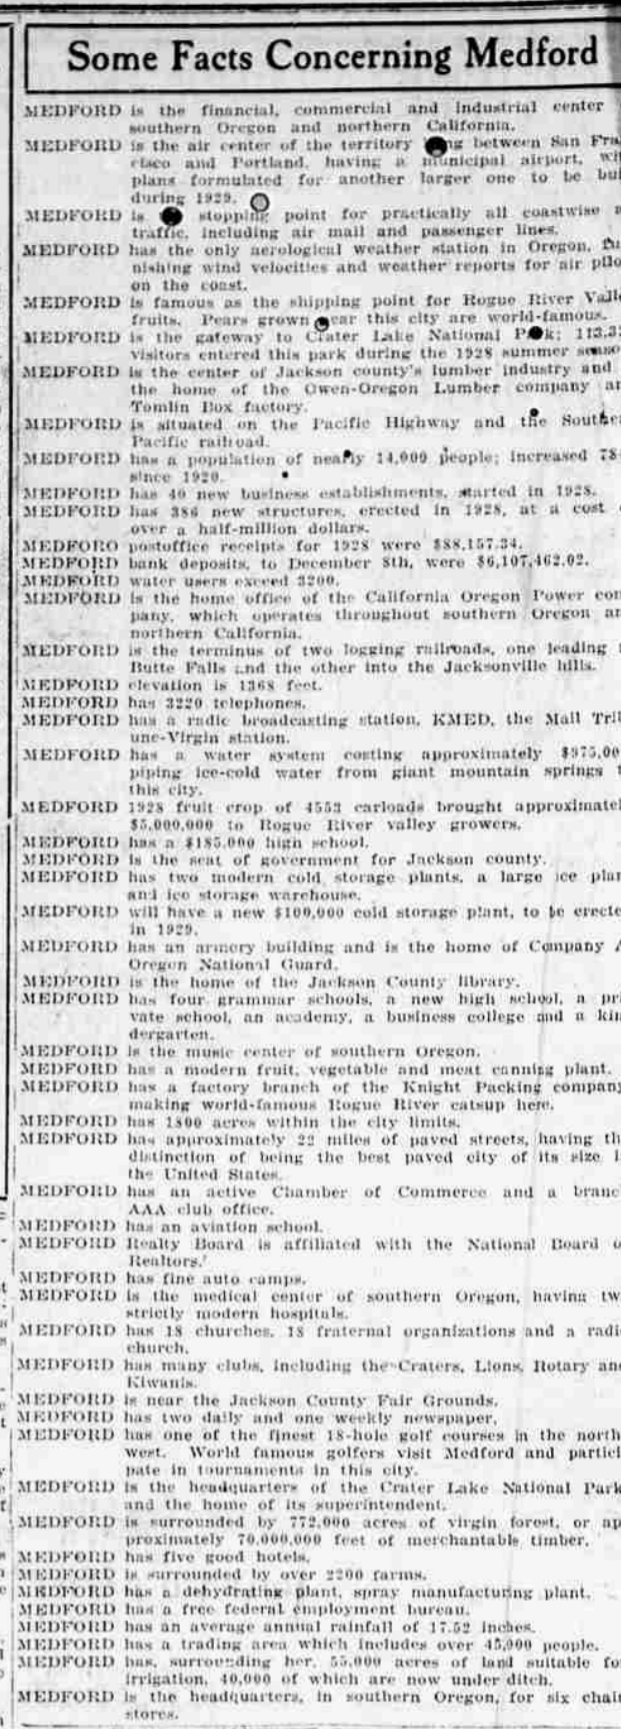 Some Facts Concerning Medford
MEDFORD is the financial, commercial and industrial center
southern Oregon and northern California.
MEDFORD is the air center of the territory between San Fra
cisco and Portland, having a municipal airport, wit
plans formulated for another larger one to be bui
during 1929.
MEDFORD is stopping point for practically all coastwise a
traffic, including air mail and passenger lines.
MEDFORD has the only aerological weather station in Oregon, fu
nishing wind velocities and weather reports for air pilo
on the coast.
MEDFORD is famous as the shipping point for Rogue River Valle
fruits. Pears grown ear this city are world-famous.
MEDFORD is the gateway to Crater Lake National P k; 113,3
visitors entered this park during the 1928 summer seaso
MEDFORD is the center of Jackson county's lumber industry and
the home of the Owen-Oregon Lumber company an
Tomlin Box factory.
MEDFORD is situated on the Pacific Highway and the Souther
Pacific railroad.
MEDFORD has a population of nearly 14,000 people; increased 78
since 1920.
MEDFORD has 40 new business establishments, started in 1928.
MEDFORD has 386 new structures, erected in 1928, at a cost
over a half-million dollars.
MEDFORD postoffice receipts for 1928 were $88,157.34.
MEDFORD bank deposits, to December 8th, were $6,107,462.02.
MEDFORD water users exceed 3200.
MEDFORD is the home office of the California Oregon Power com
pany, which operates throughout southern Oregon an
northern California.
MEDFORD is the terminus of two logging railroads, one leading t
Butte Falls and the other into the Jacksonville hills.
MEDFORD elevation is 1368 feet.
MEDFORD has 3220 telephones.
MEDFORD has a radio broadcasting station, KMED, the Mail Trib
une-Virgin station.
MEDFORD has a water system costing approximately $975,00
piping ice-cold water from giant mountain springs t
this city.
MEDFORD 1928 fruit crop of 4553 carloads brought approximatel
$5,000,000 to Rogue River valley growers.
MEDFORD has a $185,000 high school.
MEDFORD is the seat of government for Jackson county.
MEDFORD has two modern cold storage plants, a large ice plan
and ice storage warehouse.
MEDFORD will have a new $100,000 cold storage plant, to be erecte
in 1929.
MEDFORD has an armory building and is the home of Company A
Oregon National Guard.
MEDFORD is the home of the Jackson County library.
MEDFORD has four grammar schools, a new high school, a pri
vate school, an academy, a business college and a kin
dergarten.
MEDFORD is the music center of southern Oregon.
MEDFORD has a modern fruit, vegetable and meat canning plant.
MEDFORD has a factory branch of the Knight Packing company
making world-famous Rogue River catsup here.
MEDFORD has 1800 acres within the city limits.
MEDFORD has approximately 22 miles of paved streets, having th
distinction of being the best paved city of its size i
the United States.
MEDFORD has an active Chamber of Commerce and a branc
AAA club office.
MEDFORD has an aviation school.
MEDFORD Realty Board is affiliated with the National Board o
Realtors.
MEDFORD has fine auto camps.
MEDFORD is the medical center of southern Oregon, having tw
strictly modern hospitals.
MEDFORD has 18 churches, 18 fraternal organizations and a radi
church.
MEDFORD has many clubs, including the Craters, Lions, Rotary and
Kiwanis.
MEDFORD is near the Jackson County Fair Grounds.
MEDFORD has two daily and one weekly newspaper.
MEDFORD has one of the finest 18-hole golf courses in the north
west. World famous golfers visit Medford and partici
pate in tournaments in this city.
MEDFORD is the headquarters of the Crater Lake National Park
and the home of its superintendent.
MEDFORD is surrounded by 772,000 acres of virgin forest, or ap
proximately 70,000,000 feet of merchantable timber.
MEDFORD has five good hotels.
MEDFORD is surrounded by over 2200 farms.
MEDFORD has a dehydrating plant, spray manufacturing plant.
MEDFORD has a free federal employment bureau.
MEDFORD has an average annual rainfall of 17.52 inches.
MEDFORD has a trading area which includes over 45,000 people.
MEDFORD has, surrounding her, 55,000 acres of land suitable fo
irrigation, 40,000 of which are now under ditch.
MEDFORD is the headquarters, in southern Oregon, for six chain
stores.